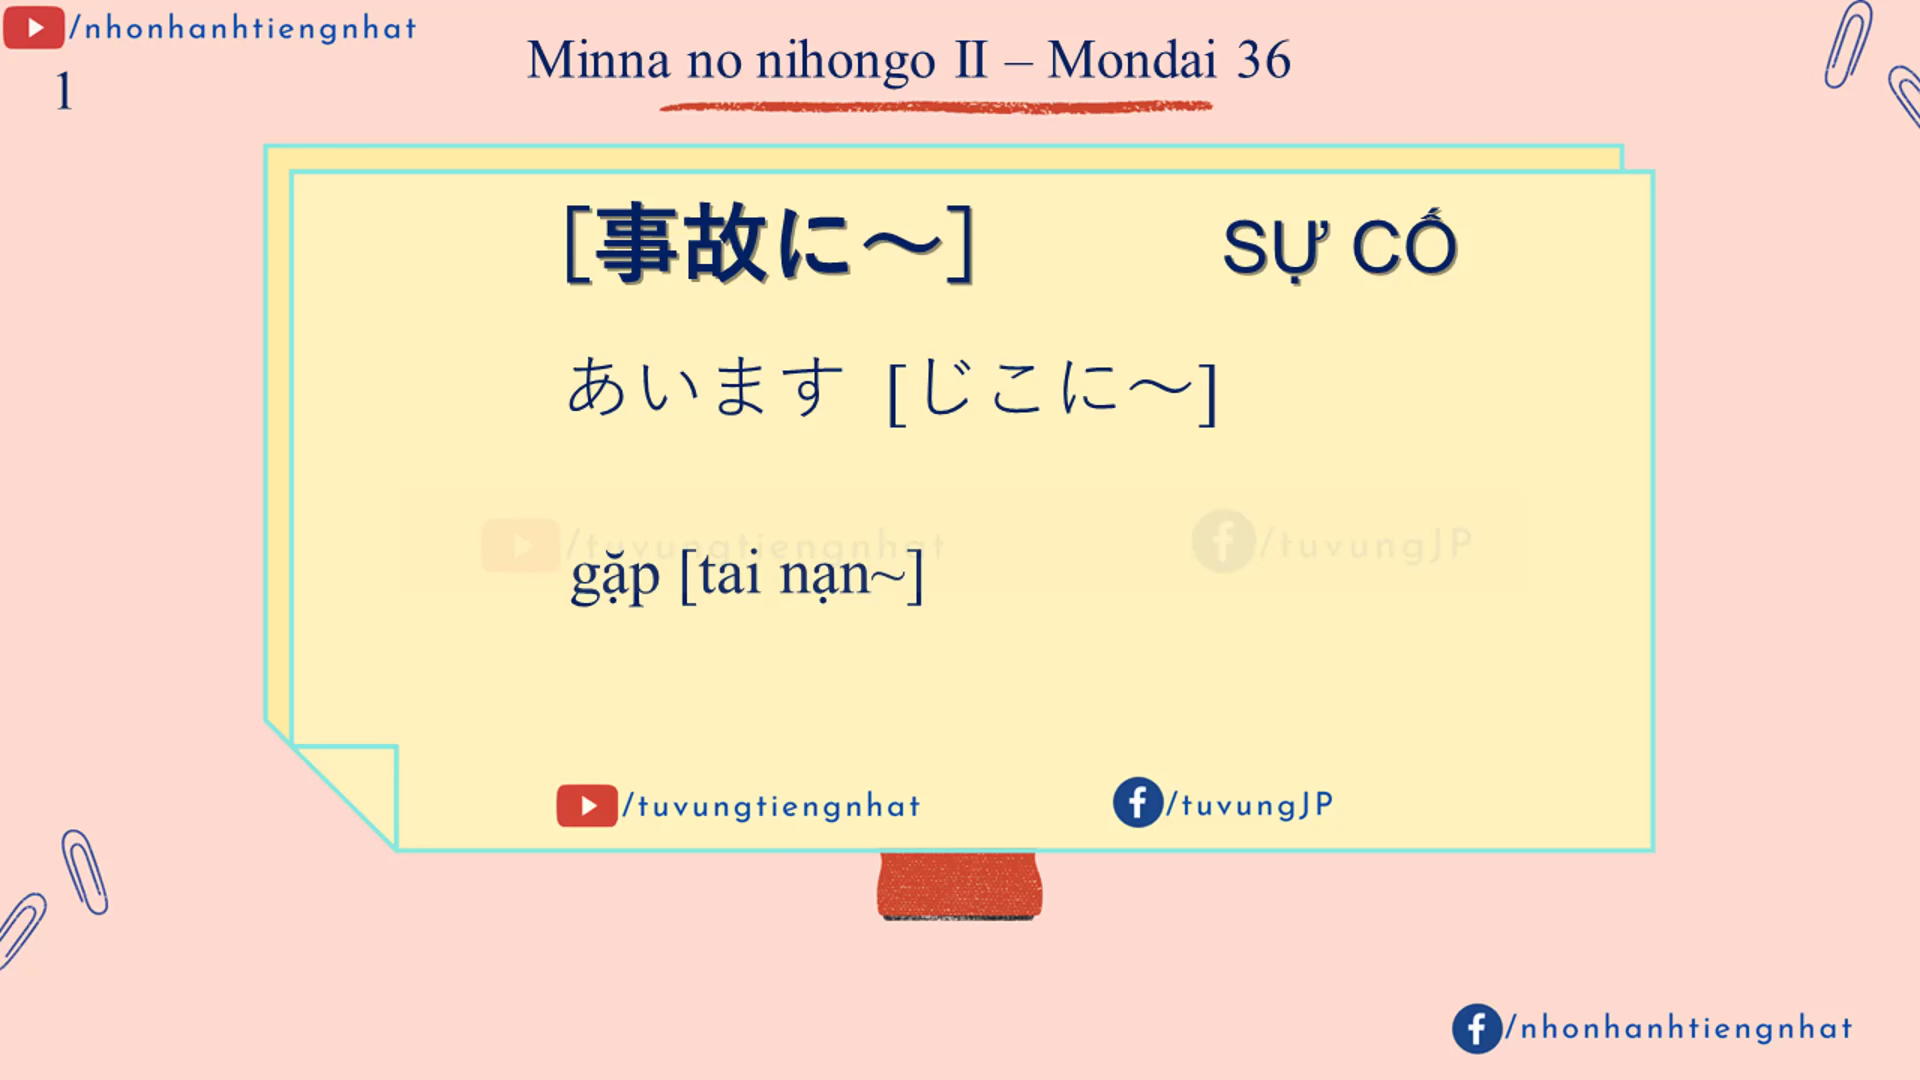 /nhonhanhtiengnhat
1
Minna no nihongo II – Mondai 36
[事故に～] SỰ CỐ
あいます [じこに～]
/tuvungtiengnhat /tuvungJP
gặp [tai nạn~]
/tuvungtiengnhat /tuvungJP
/nhonhanhtiengnhat